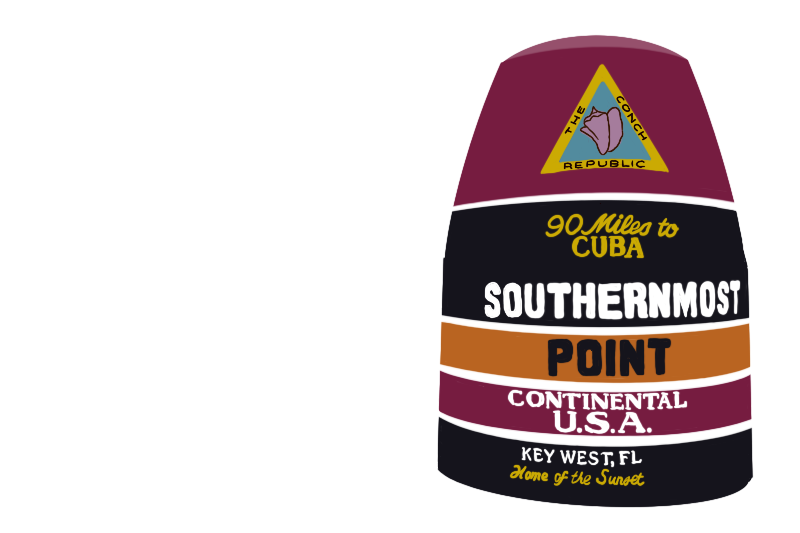 THE CONCH
REPUBLIC
90 Miles to
CUBA
SOUTHERNMOST
POINT
CONTINENTAL
U.S.A.
KEY WEST, FL
Home of the Sunset